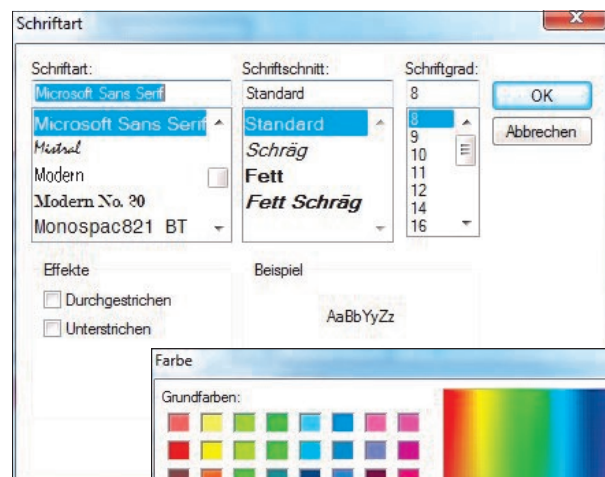 Schriftart
Schriftart: Schriftschnitt: Schriftgrad:
Microsoft Sans Serif Standard 8 OK
Microsoft Sans Serif Standard 8 Abbrechen
Mistral Schräg 9
Modern Fett 10
Modern No. 20 Fett Schräg 11
Monospac821 BT 12
14
16
Effekte Beispiel
Durchgestrichen AaBbYyZz
Unterstrichen
Farbe
Grundfarben: